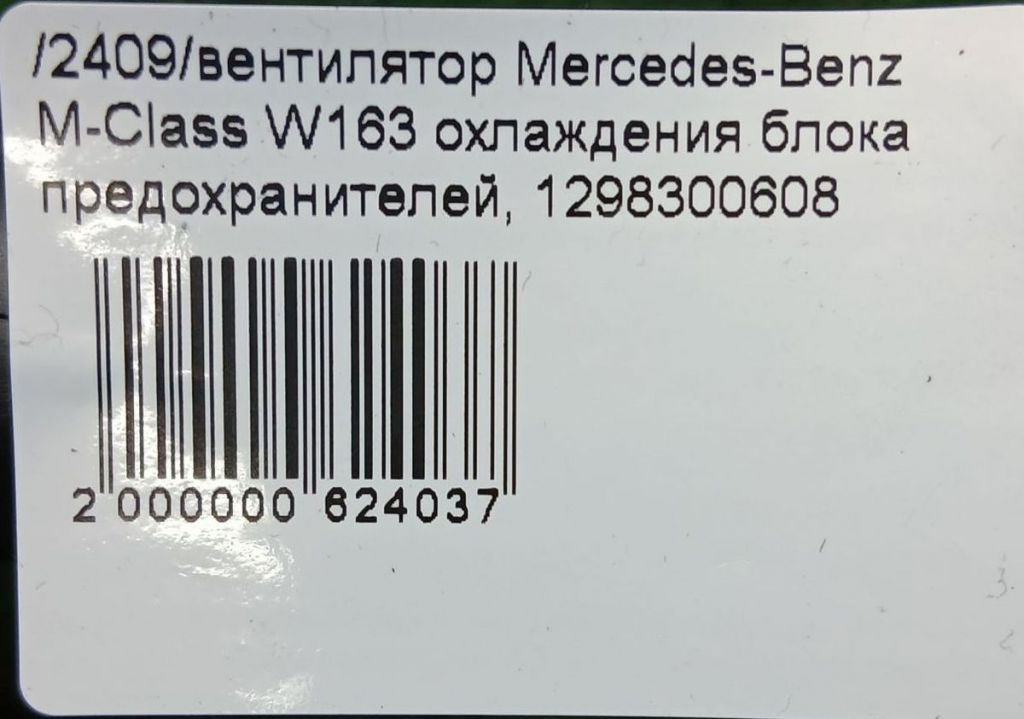 /2409/вентилятор Mercedes-Benz
M-Class W163 охлаждения блока
предохранителей, 1298300608
2 000000 624037